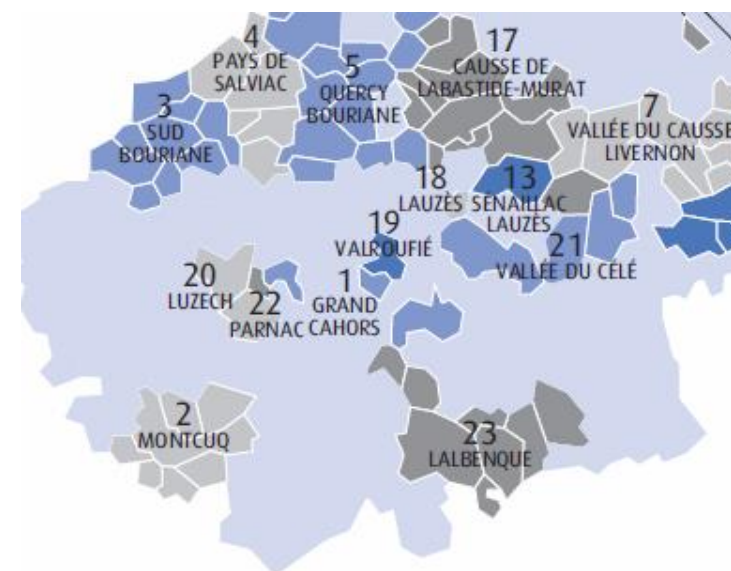 4
PAYS DE
SALVIAC
5
QUERCY
BOURIANE
17
CAUSSE DE
LABASTIDE-MURAT
3
SUD
BOURIANE
7
VALLÉE DU CAUSSE
LIVERNON
18
LAUZÈS
13
SENAILLAC
LAUZÈS
19
VALROUFIÉ
21
VALLÉE DU CÉLÉ
20
LUZECH
1
GRAND
CAHORS
22
PARNAC
2
MONTCUQ
23
LALBENQUE